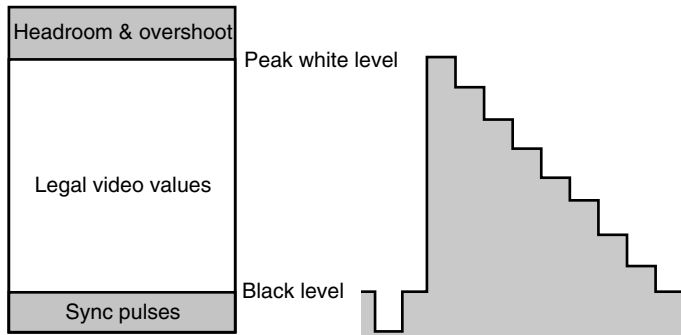 Headroom & overshoot
Peak white level
Legal video values
Black level
Sync pulses